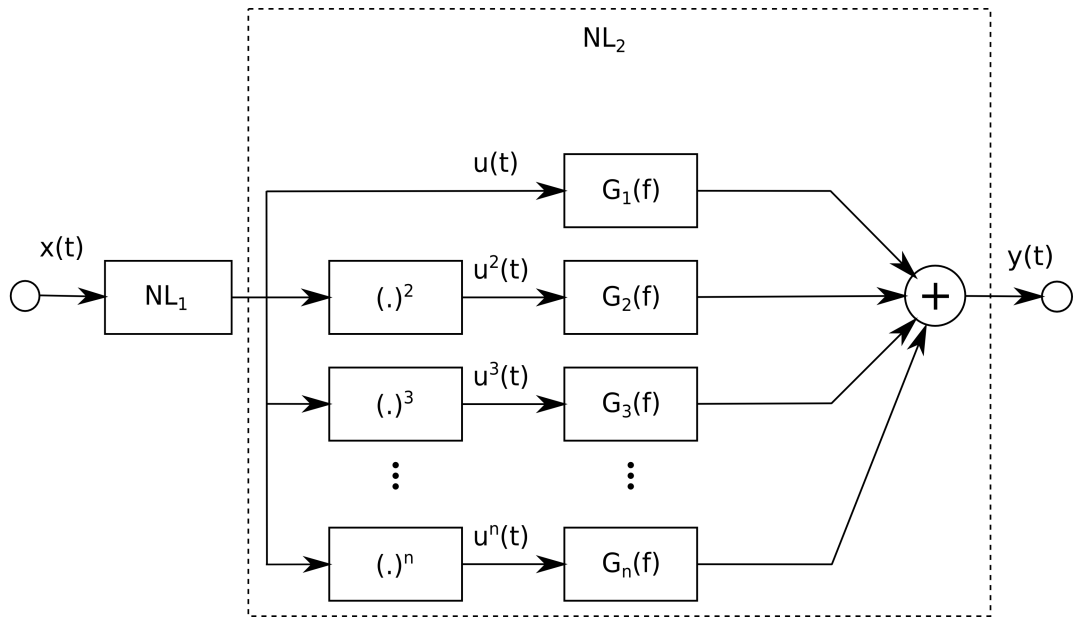 NL₂
u(t)
G₁(f)
x(t)
NL₁
(.)²
u²(t)
G₂(f)
+
y(t)
(.)³
u³(t)
G₃(f)
(.)ⁿ
uⁿ(t)
Gₙ(f)